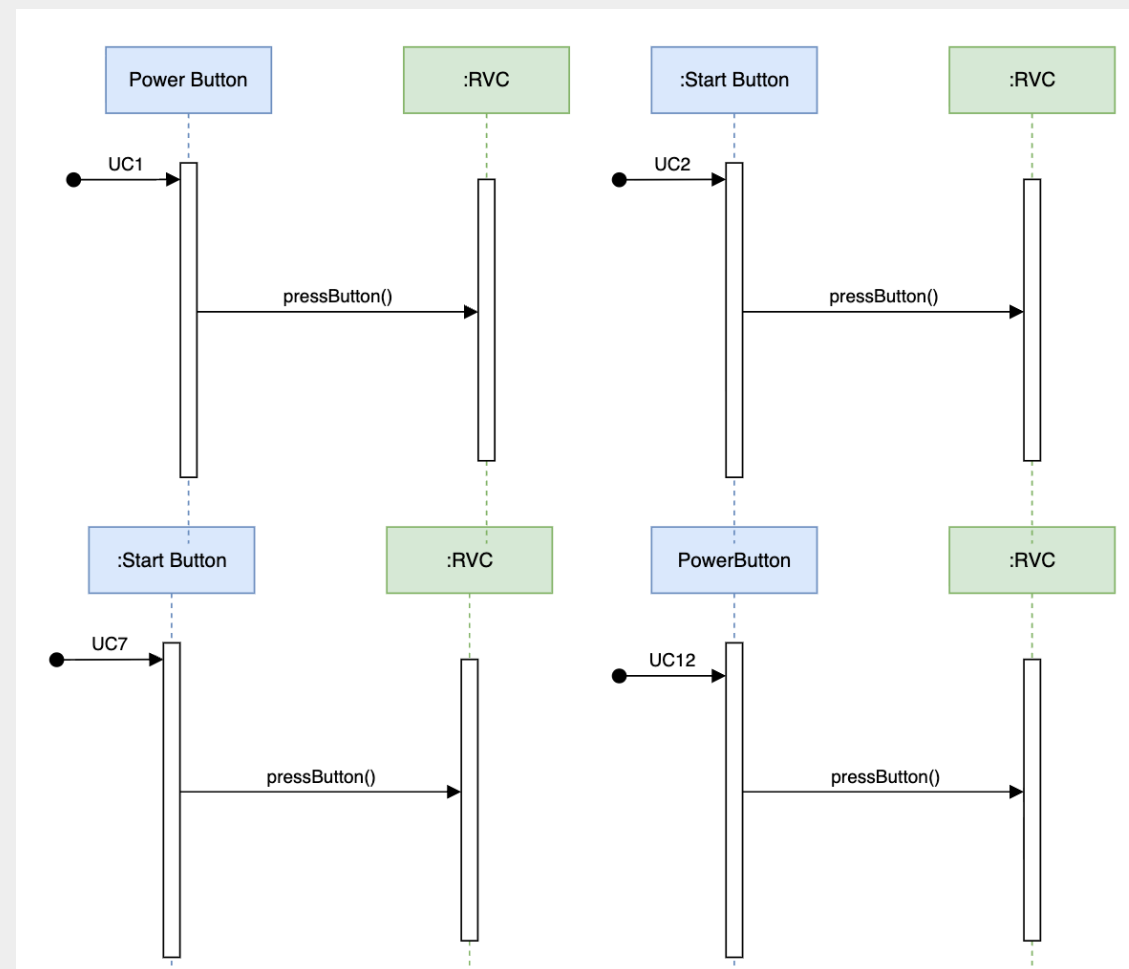 Power Button
:RVC
:Start Button
:RVC
UC1
UC2
pressButton()
pressButton()
:Start Button
:RVC
PowerButton
:RVC
UC7
UC12
pressButton()
pressButton()